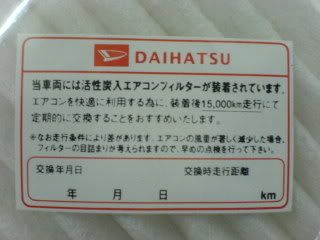 DAIHATSU
当車両には活性炭入エアコンフィルターが装着されています。
エアコンを快適に利用する為に、装着後15,000km走行にて
定期的に交換することをおすすめいたします。
※なお走行条件により差があります。エアコンの風量が著しく減少した場合、
フィルターの目詰まりが考えられますので、早めの点検を行って下さい。
交換年月日 交換時走行距離
年 月 日 km